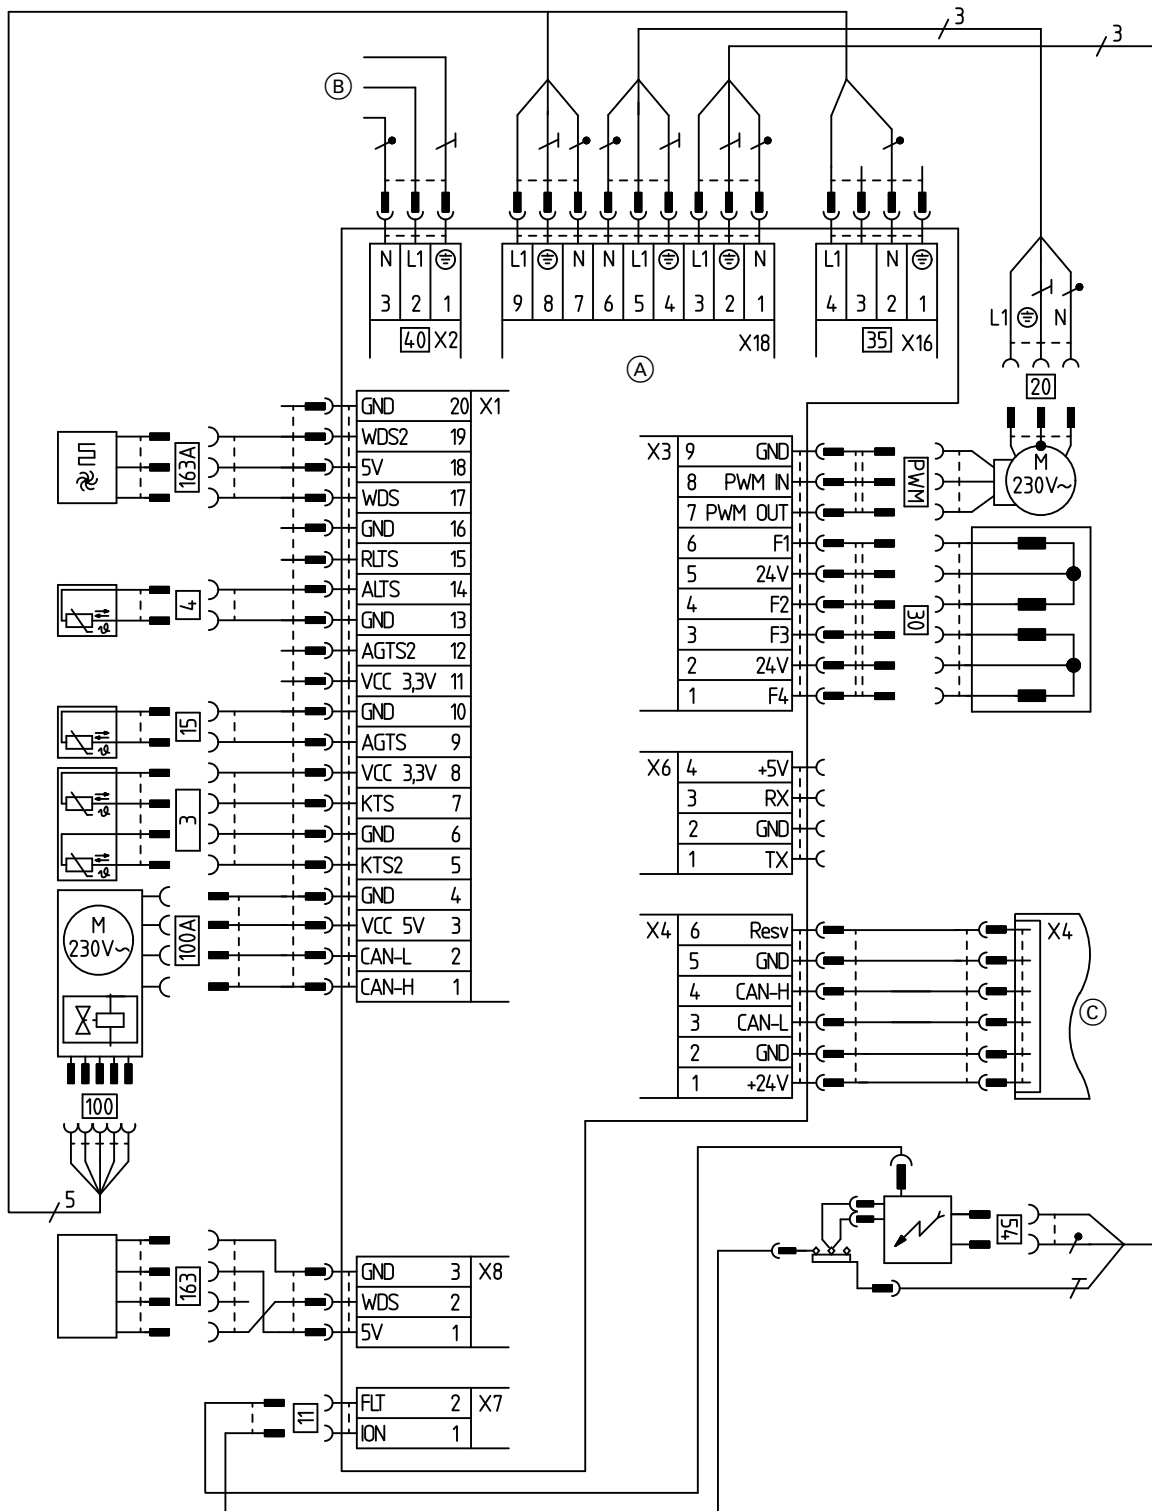 3
3
B
N L1
3 2 1
40 X2
L1 N N L1 L1 N
9 8 7 6 5 4 3 2 1
X18
L1 N
4 3 2 1
35 X16
A
L1 N
20
M
230V~
GND 20 X1
WDS2 19
5V 18
WDS 17
GND 16
RLTS 15
ALTS 14
GND 13
AGTS2 12
VCC 3,3V 11
GND 10
AGTS 9
VCC 3,3V 8
KTS 7
GND 6
KTS2 5
GND 4
VCC 5V 3
CAN-L 2
CAN-H 1
163A
4
ϑ
15
ϑ
3
ϑ
ϑ
100A
M
230V~
100
5
X3 9 GND
8 PWM IN
7 PWM OUT
6 F1
5 24V
4 F2
3 F3
2 24V
1 F4
PWM
30
X6 4 +5V
3 RX
2 GND
1 TX
X4 6 Resv
5 GND
4 CAN-H
3 CAN-L
2 GND
1 +24V
X4
C
54
163
GND 3 X8
WDS 2
5V 1
11
FLT 2 X7
ION 1